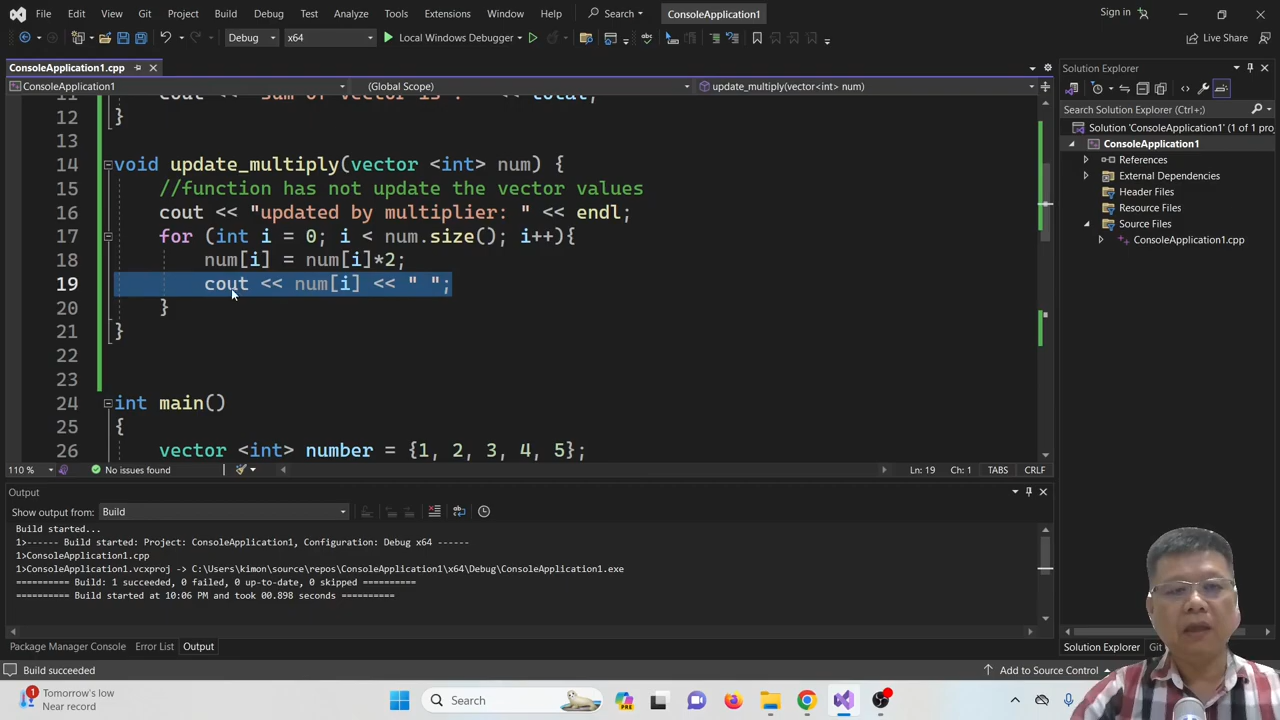 File Edit View Git Project Build Debug Test Analyze Tools Extensions Window Help Search ConsoleApplication1 Sign in
Debug x64 Local Windows Debugger Live Share
ConsoleApplication1.cpp
ConsoleApplication1 (Global Scope) update_multiply(vector<int> num)
12 }
13
14 void update_multiply(vector <int> num) {
15 //function has not update the vector values
16 cout << "updated by multiplier: " << endl;
17 for (int i = 0; i < num.size(); i++){
18 num[i] = num[i]*2;
19 cout << num[i] << " ";
20 }
21 }
22
23
24 int main()
25 {
26 vector <int> number = {1, 2, 3, 4, 5};
110 % No issues found Ln: 19 Ch: 1 TABS CRLF
Output
Show output from: Build
Build started...
1>------ Build started: Project: ConsoleApplication1, Configuration: Debug x64 ------
1>ConsoleApplication1.cpp
1>ConsoleApplication1.vcxproj -> C:\Users\kimon\source\repos\ConsoleApplication1\x64\Debug\ConsoleApplication1.exe
========== Build: 1 succeeded, 0 failed, 0 up-to-date, 0 skipped ==========
========== Build started at 10:06 PM and took 00.898 seconds ==========
Package Manager Console Error List Output
Solution Explorer
Search Solution Explorer (Ctrl+;)
Solution 'ConsoleApplication1' (1 of 1 pro
ConsoleApplication1
References
External Dependencies
Header Files
Resource Files
Source Files
ConsoleApplication1.cpp
Solution Explorer Git
Build succeeded Add to Source Control
1 Tomorrow's low
Near record
Search
PRE